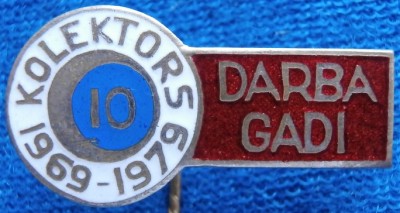 KOLEKTORS
10
1969-1979
DARBA
GADI